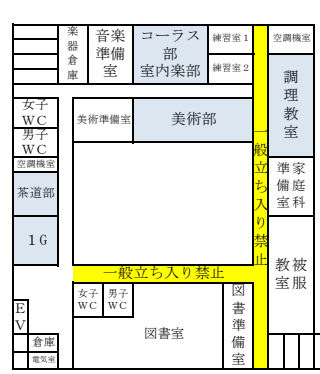 楽器倉庫
音楽準備室
コーラス部
室内楽部
練習室1
練習室2
空調機室
調理教室
女子WC
男子WC
美術準備室
美術部
一般立ち入り禁止
空調機室
茶道部
1G
家庭科準備室
一般立ち入り禁止
被服教室
女子WC
男子WC
図書準備室
図書室
EV
倉庫
電気室